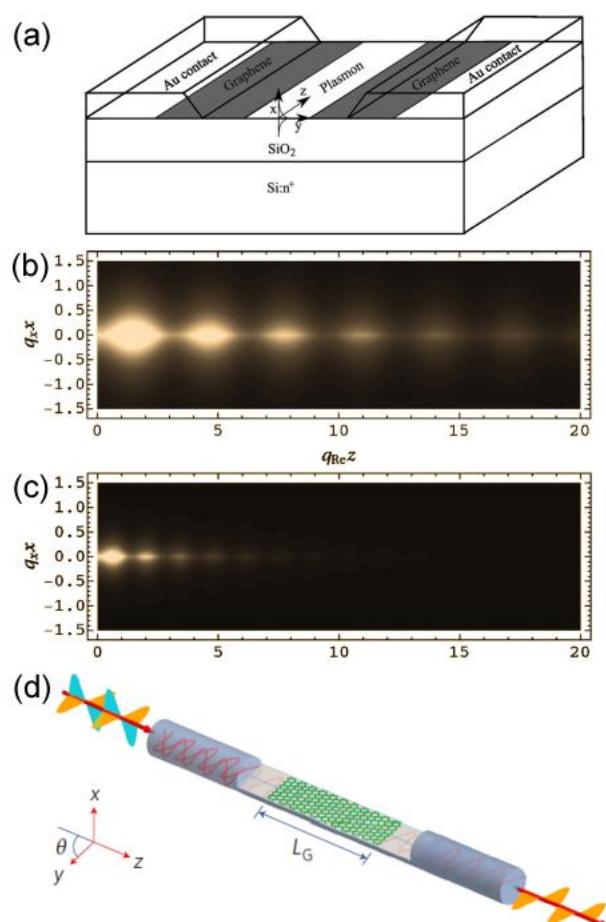 (a)
Au contact
Graphene
Plasmon
Graphene
Au contact
x
z
y
SiO2
Si:n+
(b)
1.5
1.0
0.5
0.0
−0.5
−1.0
−1.5
qxx
0 5 10 15 20
qRez
(c)
1.5
1.0
0.5
0.0
−0.5
−1.0
−1.5
qxx
0 5 10 15 20
(d)
x
θ
y
z
LG